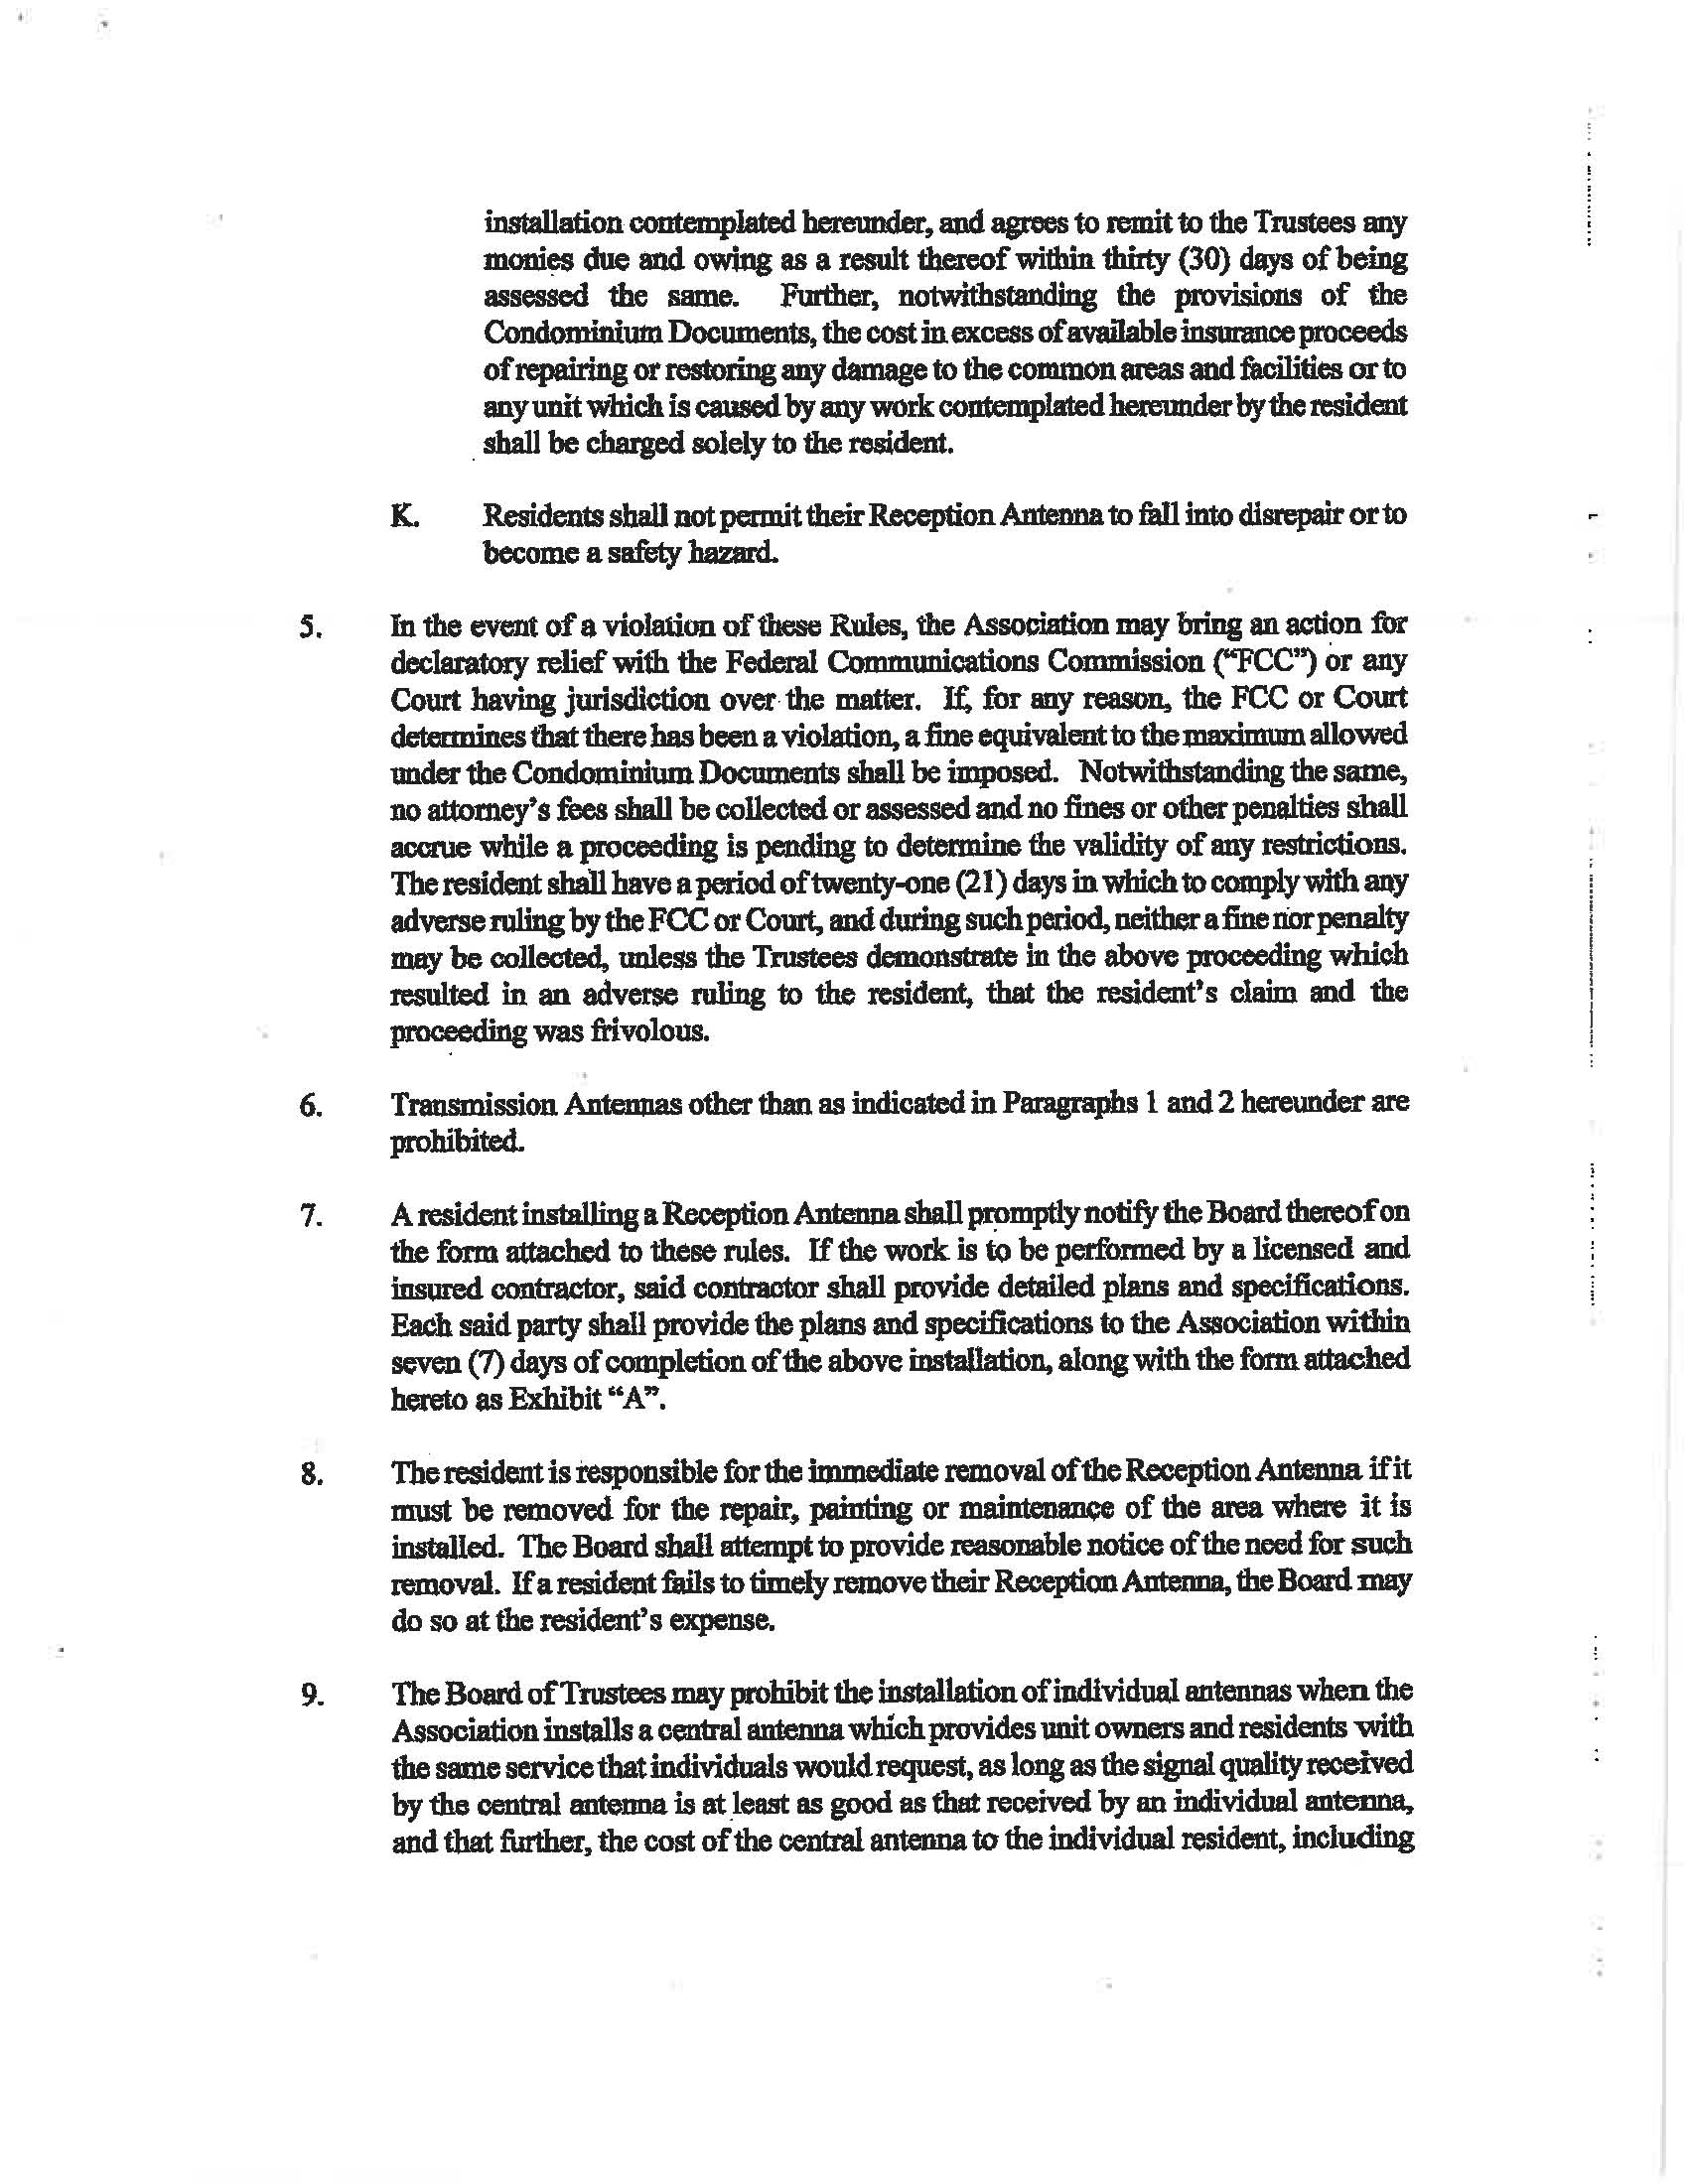 installation contemplated hereunder, and agrees to remit to the Trustees any
monies due and owing as a result thereof within thirty (30) days of being
assessed the same. Further, notwithstanding the provisions of the
Condominium Documents, the cost in excess of available insurance proceeds
of repairing or restoring any damage to the common areas and facilities or to
any unit which is caused by any work contemplated hereunder by the resident
shall be charged solely to the resident.
K. Residents shall not permit their Reception Antenna to fall into disrepair or to
become a safety hazard.
5. In the event of a violation of these Rules, the Association may bring an action for
declaratory relief with the Federal Communications Commission (“FCC”) or any
Court having jurisdiction over the matter. If, for any reason, the FCC or Court
determines that there has been a violation, a fine equivalent to the maximum allowed
under the Condominium Documents shall be imposed. Notwithstanding the same,
no attorney’s fees shall be collected or assessed and no fines or other penalties shall
accrue while a proceeding is pending to determine the validity of any restrictions.
The resident shall have a period of twenty-one (21) days in which to comply with any
adverse ruling by the FCC or Court, and during such period, neither a fine nor penalty
may be collected, unless the Trustees demonstrate in the above proceeding which
resulted in an adverse ruling to the resident, that the resident’s claim and the
proceeding was frivolous.
6. Transmission Antennas other than as indicated in Paragraphs 1 and 2 hereunder are
prohibited.
7. A resident installing a Reception Antenna shall promptly notify the Board thereof on
the form attached to these rules. If the work is to be performed by a licensed and
insured contractor, said contractor shall provide detailed plans and specifications.
Each said party shall provide the plans and specifications to the Association within
seven (7) days of completion of the above installation, along with the form attached
hereto as Exhibit “A”.
8. The resident is responsible for the immediate removal of the Reception Antenna if it
must be removed for the repair, painting or maintenance of the area where it is
installed. The Board shall attempt to provide reasonable notice of the need for such
removal. If a resident fails to timely remove their Reception Antenna, the Board may
do so at the resident’s expense.
9. The Board of Trustees may prohibit the installation of individual antennas when the
Association installs a central antenna which provides unit owners and residents with
the same service that individuals would request, as long as the signal quality received
by the central antenna is at least as good as that received by an individual antenna,
and that further, the cost of the central antenna to the individual resident, including